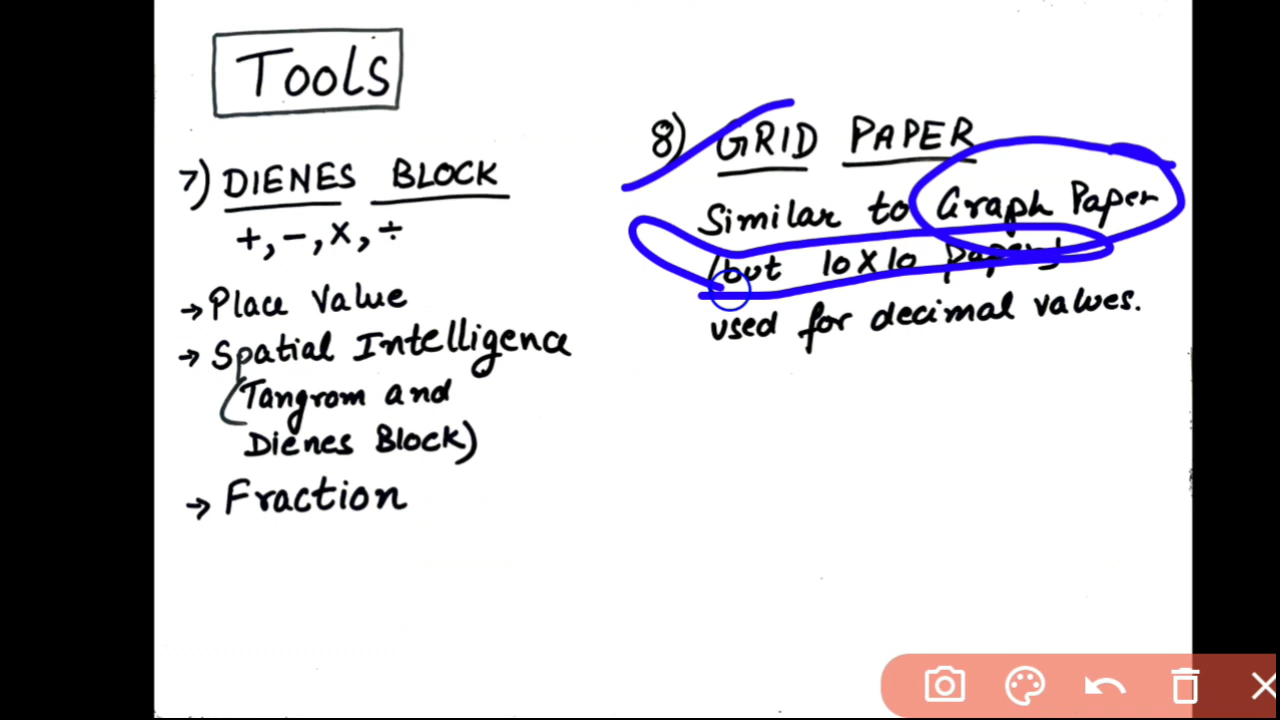 Tools
7) DIENES BLOCK
+, -, x, ÷
→ Place Value
→ Spatial Intelligence
(Tangrom and
Dienes Block)
→ Fraction
8) GRID PAPER
Similar to Graph Paper
(but 10X10 papers)
used for decimal values.